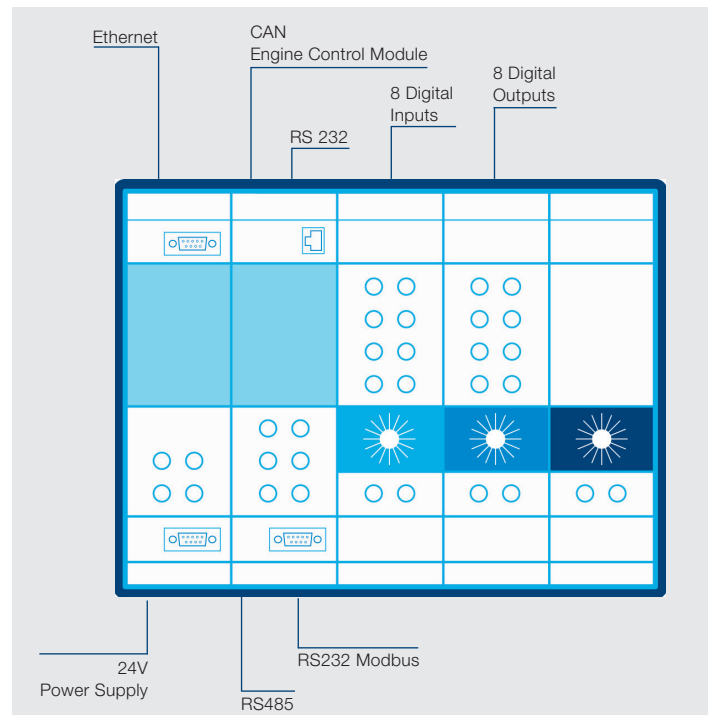 Ethernet
CAN
Engine Control Module
RS 232
8 Digital
Inputs
8 Digital
Outputs
24V
Power Supply
RS485
RS232 Modbus